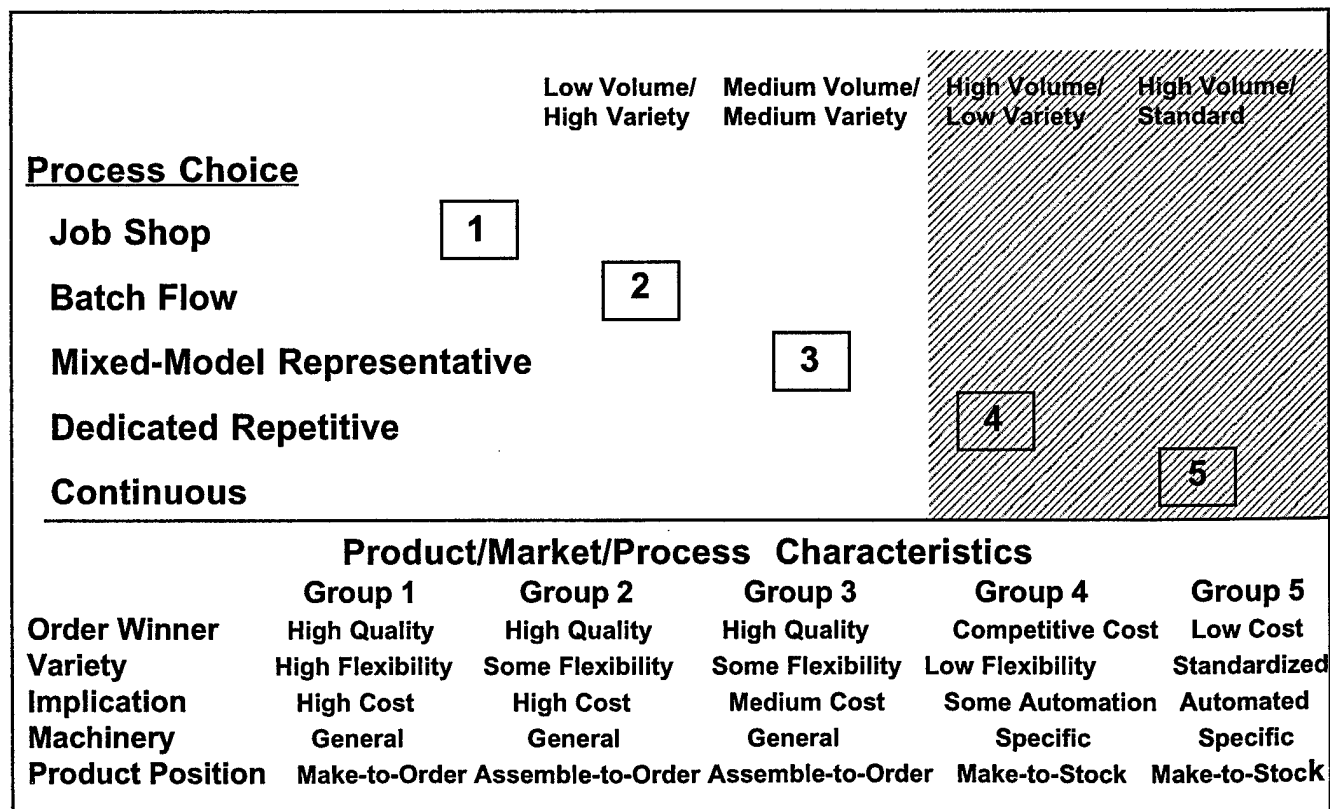 Low Volume/ Medium Volume/ High Volume/ High Volume/
High Variety Medium Variety Low Variety Standard
Process Choice
Job Shop 1
Batch Flow 2
Mixed-Model Representative 3
Dedicated Repetitive 4
Continuous 5
Product/Market/Process Characteristics
Group 1 Group 2 Group 3 Group 4 Group 5
Order Winner High Quality High Quality High Quality Competitive Cost Low Cost
Variety High Flexibility Some Flexibility Some Flexibility Low Flexibility Standardized
Implication High Cost High Cost Medium Cost Some Automation Automated
Machinery General General General Specific Specific
Product Position Make-to-Order Assemble-to-Order Assemble-to-Order Make-to-Stock Make-to-Stock